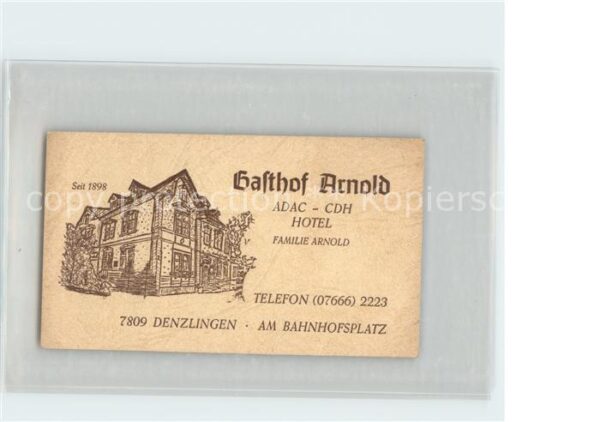 Seit 1898
Gasthof Arnold
ADAC - CDH
HOTEL
FAMILIE ARNOLD
TELEFON (07666) 2223
7809 DENZLINGEN · AM BAHNHOFSPLATZ